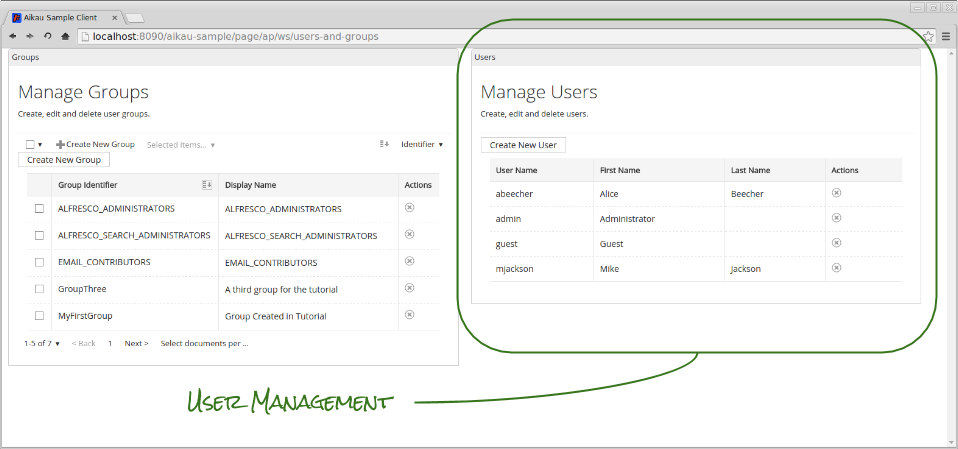 Aikau Sample Client
localhost:8090/aikau-sample/page/ap/ws/users-and-groups
Groups
Manage Groups
Create, edit and delete user groups.
Create New Group Selected Items... Identifier
Create New Group
Group Identifier Display Name Actions
ALFRESCO_ADMINISTRATORS ALFRESCO_ADMINISTRATORS
ALFRESCO_SEARCH_ADMINISTRATORS ALFRESCO_SEARCH_ADMINISTRATORS
EMAIL_CONTRIBUTORS EMAIL_CONTRIBUTORS
GroupThree A third group for the tutorial
MyFirstGroup Group Created in Tutorial
1-5 of 7 < Back 1 Next > Select documents per ...
Users
Manage Users
Create, edit and delete users.
Create New User
User Name First Name Last Name Actions
abeecher Alice Beecher
admin Administrator
guest Guest
mjackson Mike Jackson
User Management